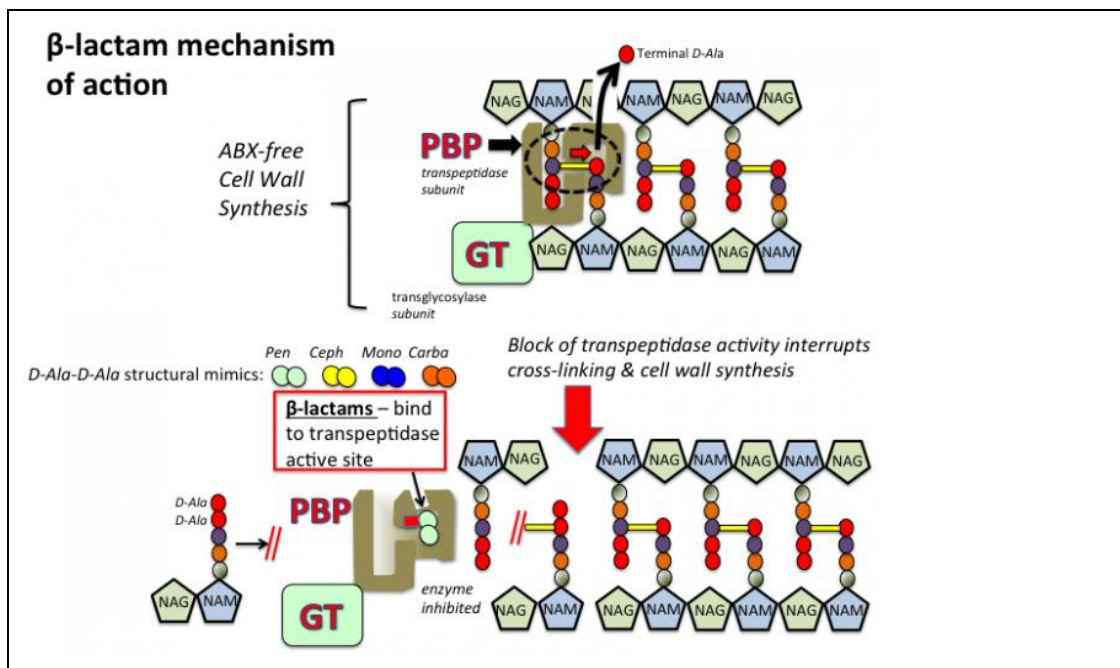 β-lactam mechanism
of action
Terminal D-Ala
NAG NAM NAM NAG NAM NAG
ABX-free
Cell Wall
Synthesis
PBP
transpeptidase
subunit
GT
NAG NAM NAG NAM NAG NAM
transglycosylase
subunit
Pen Ceph Mono Carba
D-Ala-D-Ala structural mimics:
Block of transpeptidase activity interrupts
cross-linking & cell wall synthesis
β-lactams – bind
to transpeptidase
active site
NAM NAG NAM NAG NAM NAG NAM NAG
D-Ala
D-Ala
PBP
enzyme
inhibited
NAG NAM
GT
NAG NAM NAG NAM NAG NAM NAG NAM